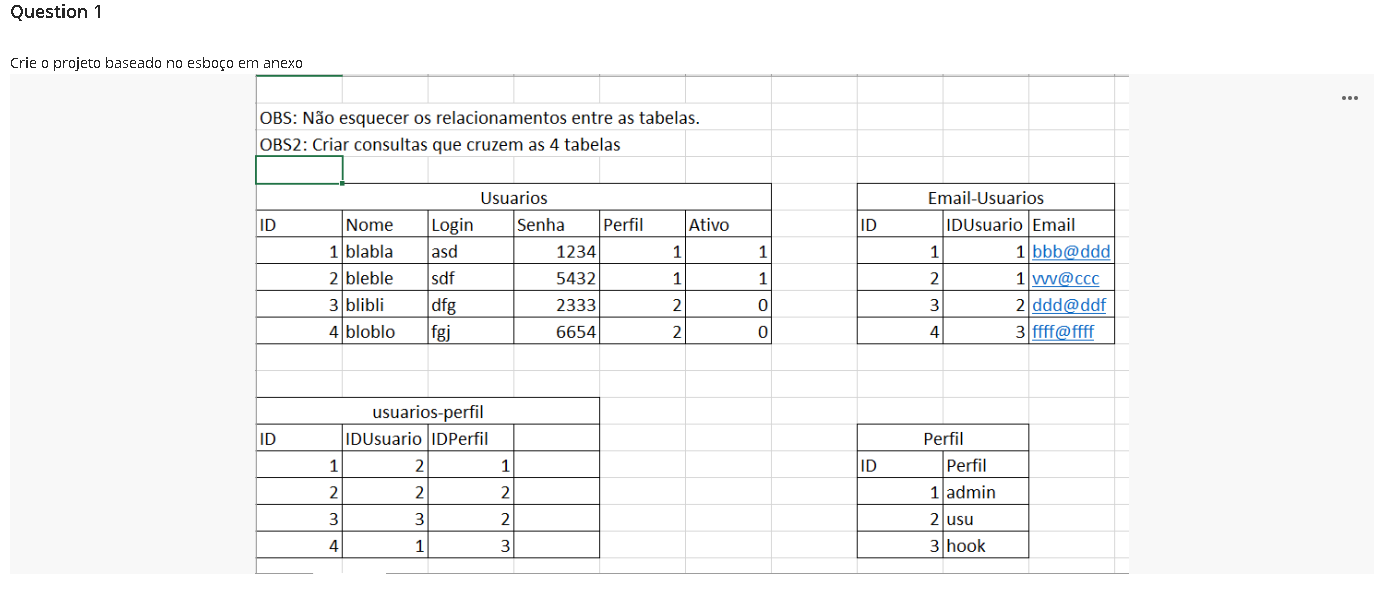 Question 1
Crie o projeto baseado no esboço em anexo
OBS: Não esquecer os relacionamentos entre as tabelas.
OBS2: Criar consultas que cruzem as 4 tabelas
Usuarios
ID Nome Login Senha Perfil Ativo
1 blabla asd 1234 1 1
2 bleble sdf 5432 1 1
3 blibli dfg 2333 2 0
4 bloblo fgj 6654 2 0
Email-Usuarios
ID IDUsuario Email
1 1 bbb@ddd
2 1 vvv@ccc
3 2 ddd@ddf
4 3 ffff@ffff
usuarios-perfil
ID IDUsuario IDPerfil
1 2 1
2 2 2
3 3 2
4 1 3
Perfil
ID Perfil
1 admin
2 usu
3 hook